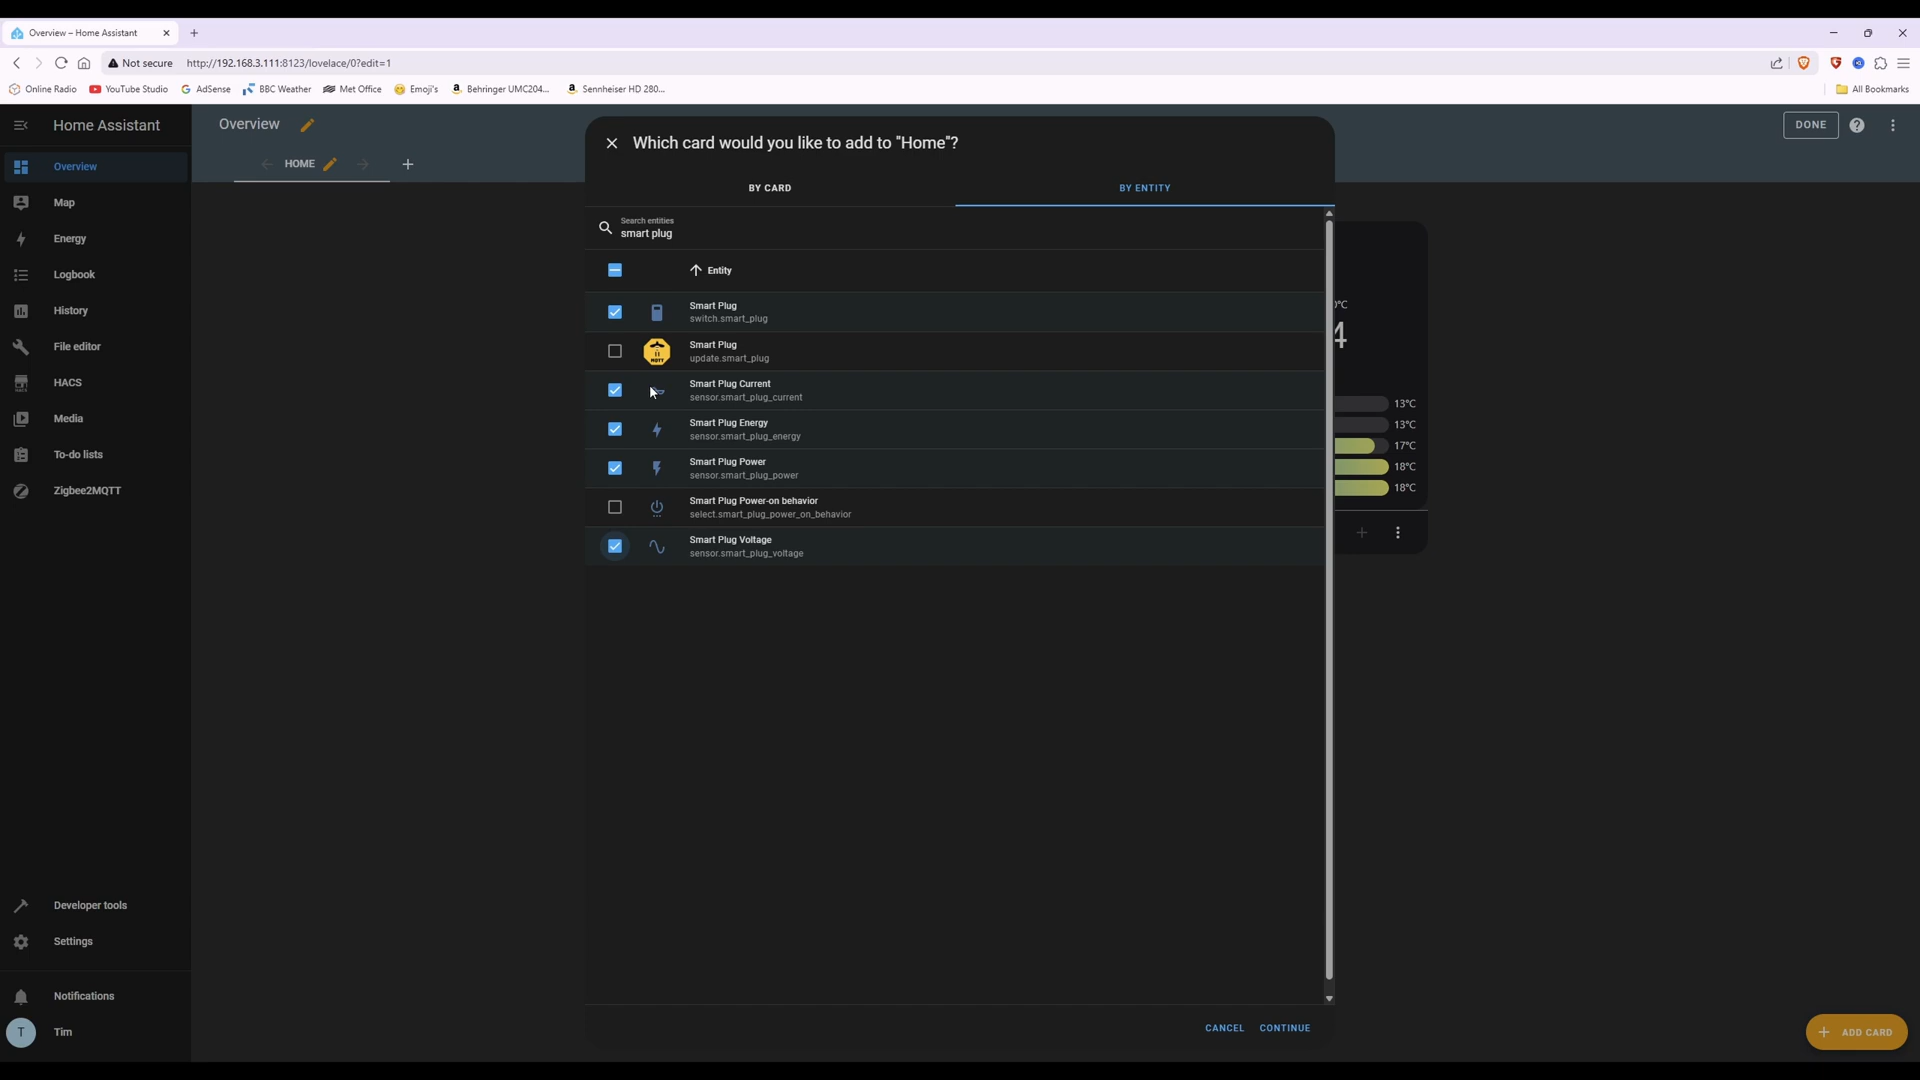 Overview – Home Assistant
Not secure
http://192.168.3.111:8123/lovelace/0?edit=1
Online Radio
YouTube Studio
AdSense
BBC Weather
Met Office
Emoji's
Behringer UMC204...
Sennheiser HD 280...
All Bookmarks
Home Assistant
Overview
DONE
HOME
Overview
Map
Energy
Logbook
History
File editor
HACS
Media
To-do lists
Zigbee2MQTT
Developer tools
Settings
Notifications
T
Tim
Which card would you like to add to "Home"?
BY CARD
BY ENTITY
Search entities
smart plug
Entity
Smart Plug
switch.smart_plug
Smart Plug
update.smart_plug
Smart Plug Current
sensor.smart_plug_current
Smart Plug Energy
sensor.smart_plug_energy
Smart Plug Power
sensor.smart_plug_power
Smart Plug Power-on behavior
select.smart_plug_power_on_behavior
Smart Plug Voltage
sensor.smart_plug_voltage
°C
4
13°C
13°C
17°C
18°C
18°C
CANCEL
CONTINUE
ADD CARD